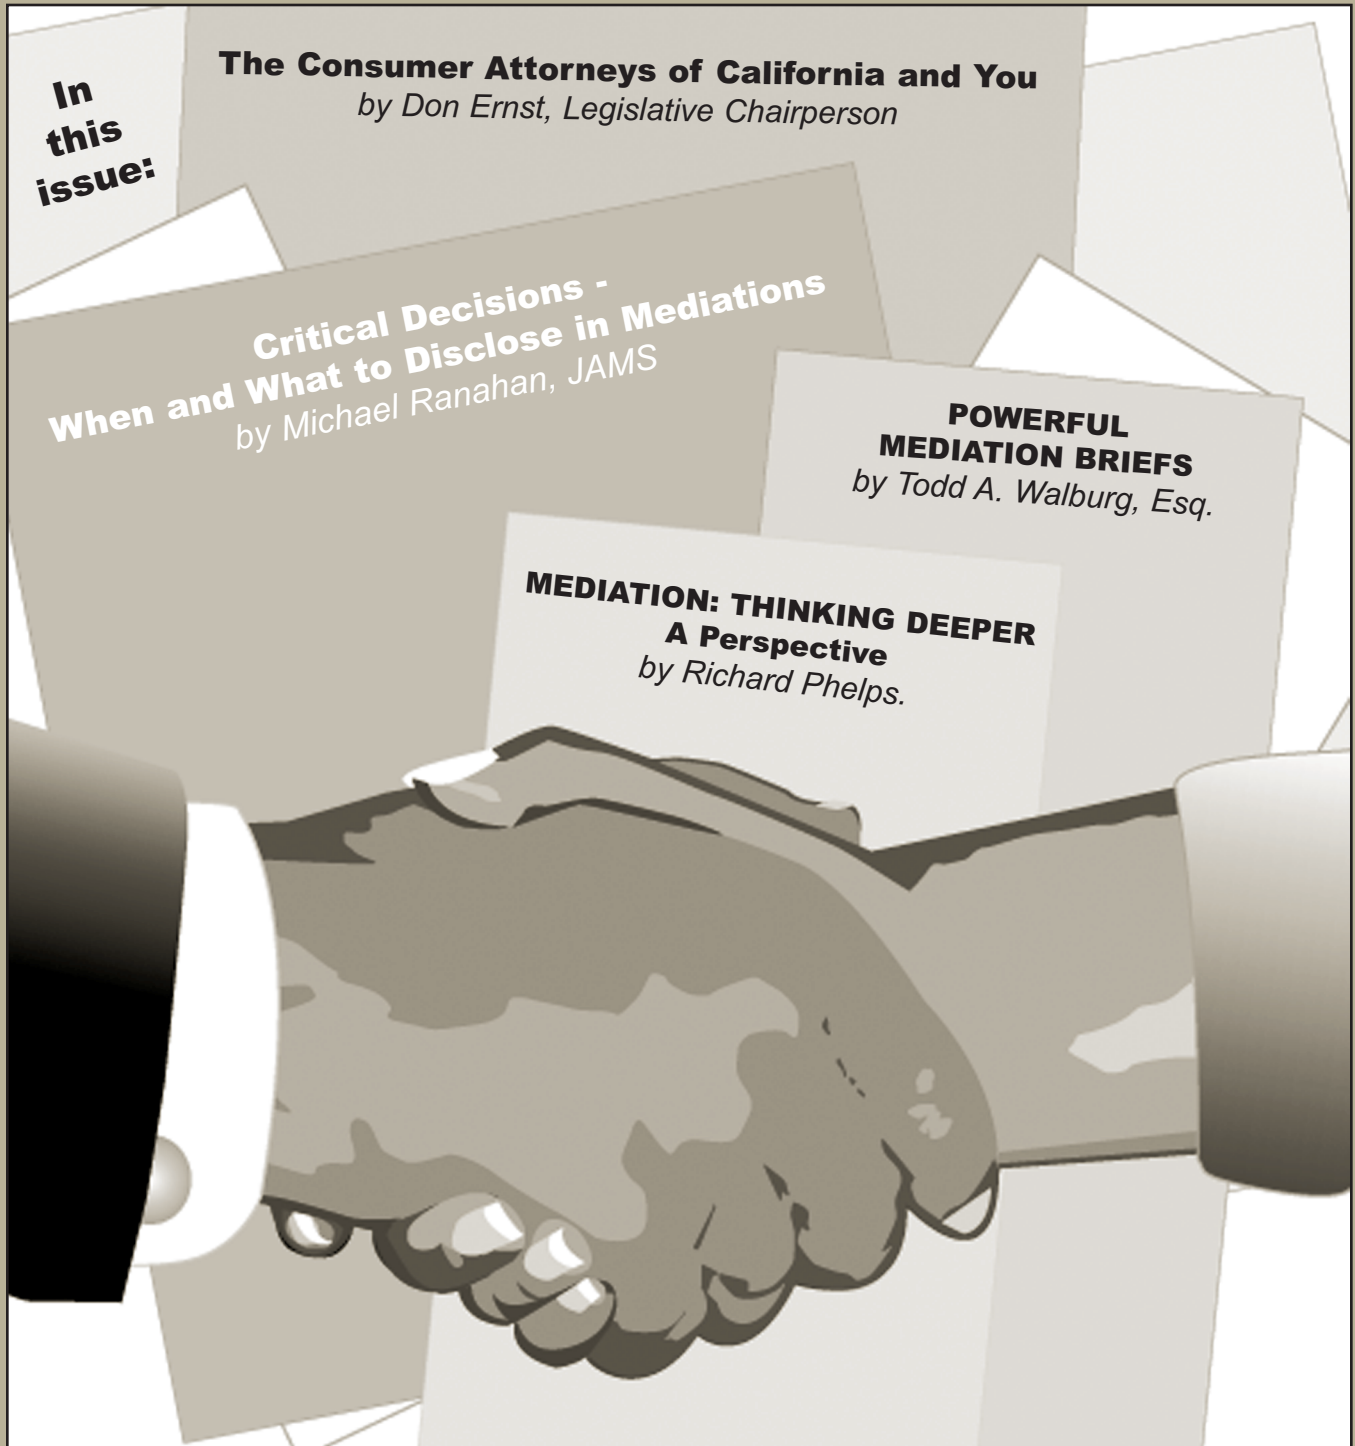 In
this
issue:
The Consumer Attorneys of California and You
by Don Ernst, Legislative Chairperson
Critical Decisions -
When and What to Disclose in Mediations
by Michael Ranahan, JAMS
POWERFUL
MEDIATION BRIEFS
by Todd A. Walburg, Esq.
MEDIATION: THINKING DEEPER
A Perspective
by Richard Phelps.